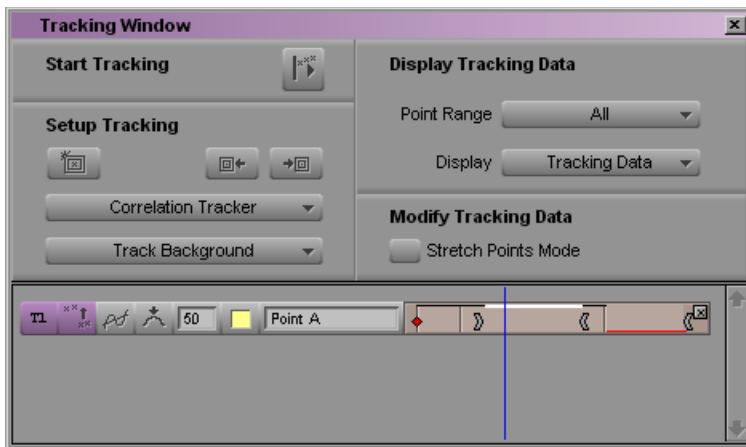 Tracking Window
Start Tracking
Setup Tracking
Correlation Tracker
Track Background
Display Tracking Data
Point Range All
Display Tracking Data
Modify Tracking Data
Stretch Points Mode
T1 50 Point A